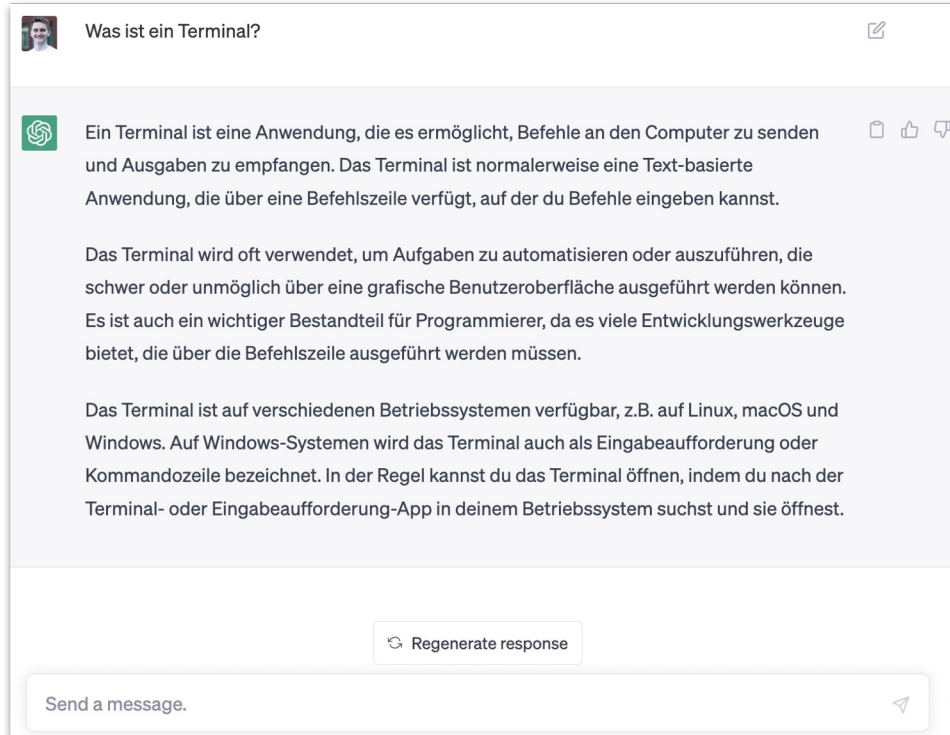 Was ist ein Terminal?
Ein Terminal ist eine Anwendung, die es ermöglicht, Befehle an den Computer zu senden
und Ausgaben zu empfangen. Das Terminal ist normalerweise eine Text-basierte
Anwendung, die über eine Befehlszeile verfügt, auf der du Befehle eingeben kannst.
Das Terminal wird oft verwendet, um Aufgaben zu automatisieren oder auszuführen, die
schwer oder unmöglich über eine grafische Benutzeroberfläche ausgeführt werden können.
Es ist auch ein wichtiger Bestandteil für Programmierer, da es viele Entwicklungswerkzeuge
bietet, die über die Befehlszeile ausgeführt werden müssen.
Das Terminal ist auf verschiedenen Betriebssystemen verfügbar, z.B. auf Linux, macOS und
Windows. Auf Windows-Systemen wird das Terminal auch als Eingabeaufforderung oder
Kommandozeile bezeichnet. In der Regel kannst du das Terminal öffnen, indem du nach der
Terminal- oder Eingabeaufforderung-App in deinem Betriebssystem suchst und sie öffnest.
Regenerate response
Send a message.